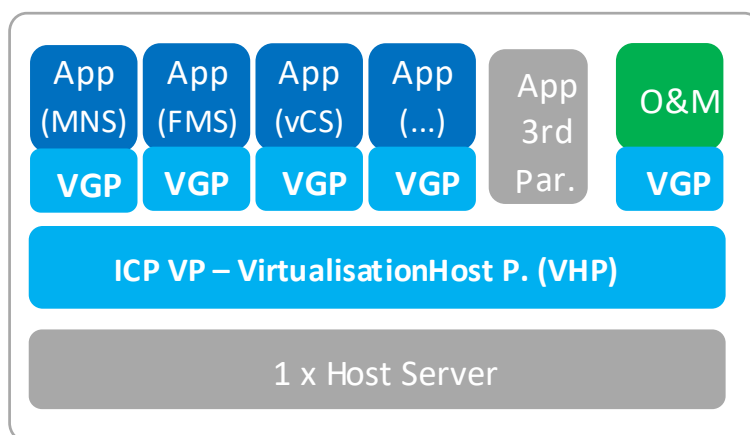 App
(MNS)
VGP
App
(FMS)
VGP
App
(vCS)
VGP
App
(...)
VGP
App
3rd
Par.
O&M
VGP
ICP VP – VirtualisationHost P. (VHP)
1 x Host Server